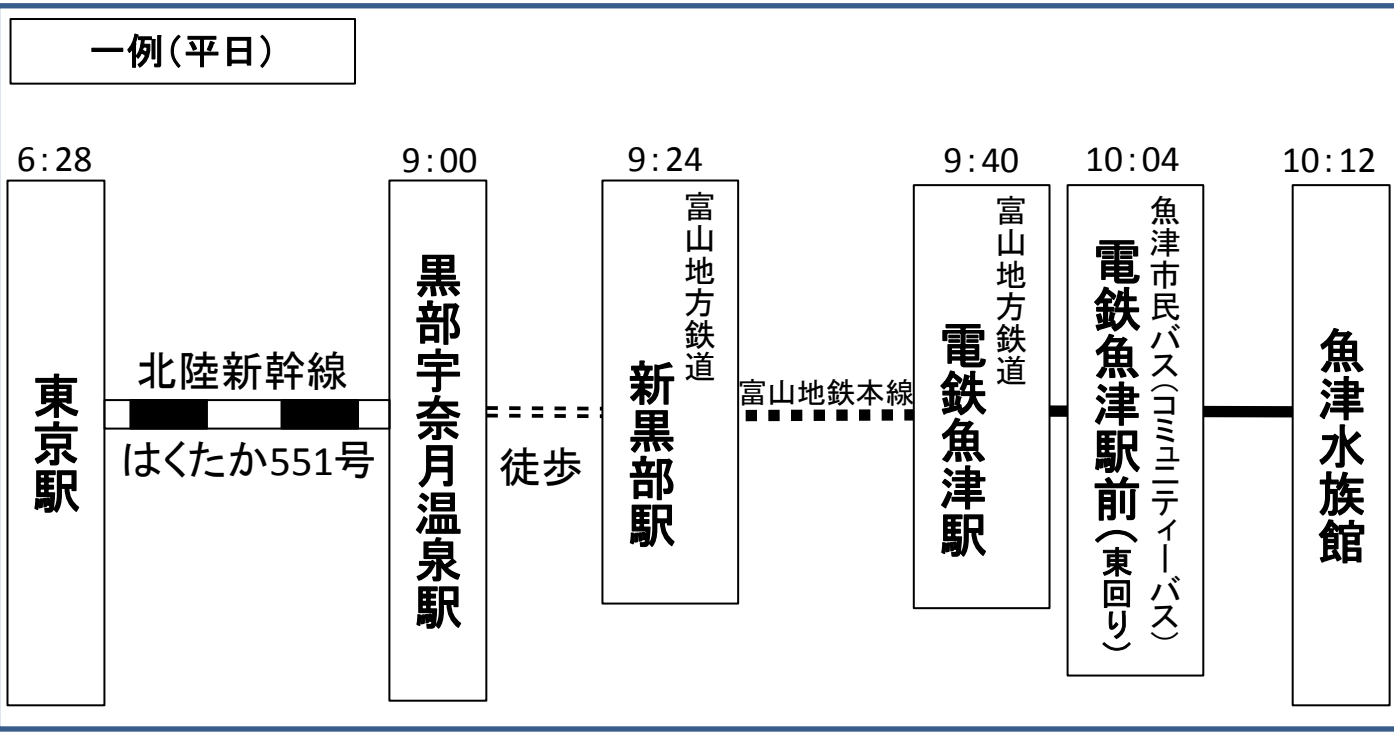 一例（平日）
6:28
9:00
9:24
9:40
10:04
10:12
東京駅
北陸新幹線
はくたか551号
黒部宇奈月温泉駅
徒歩
富山地方鉄道
新黒部駅
富山地鉄本線
富山地方鉄道
電鉄魚津駅
魚津市民バス（コミュニティーバス）
電鉄魚津駅前（東回り）
魚津水族館